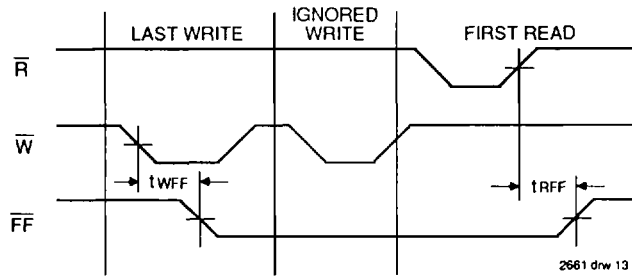 LAST WRITE
IGNORED
WRITE
FIRST READ
R
W
tWFF
tRFF
FF
2661 drw 13